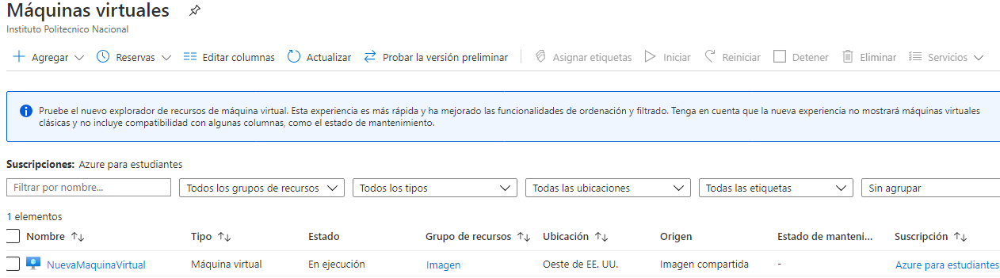 Máquinas virtuales
Instituto Politecnico Nacional
Agregar Reservas Editar columnas Actualizar Probar la versión preliminar Asignar etiquetas Iniciar Reiniciar Detener Eliminar Servicios
Pruebe el nuevo explorador de recursos de máquina virtual. Esta experiencia es más rápida y ha mejorado las funcionalidades de ordenación y filtrado. Tenga en cuenta que la nueva experiencia no mostrará máquinas virtuales
clásicas y no incluye compatibilidad con algunas columnas, como el estado de mantenimiento.
Suscripciones: Azure para estudiantes
Filtrar por nombre... Todos los grupos de recursos Todos los tipos Todas las ubicaciones Todas las etiquetas Sin agrupar
1 elementos
Nombre Tipo Estado Grupo de recursos Ubicación Origen Estado de manteni... Suscripción
NuevaMaquinaVirtual Máquina virtual En ejecución Imagen Oeste de EE. UU. Imagen compartida - Azure para estudiantes